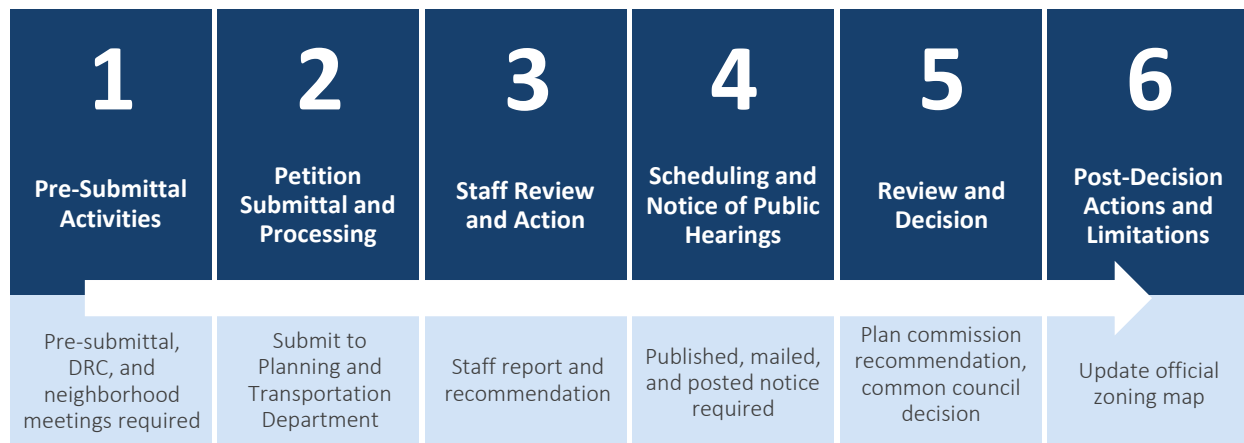 1
Pre-Submittal
Activities
Pre-submittal,
DRC, and
neighborhood
meetings required
2
Petition
Submittal and
Processing
Submit to
Planning and
Transportation
Department
3
Staff Review
and Action
Staff report and
recommendation
4
Scheduling and
Notice of Public
Hearings
Published, mailed,
and posted notice
required
5
Review and
Decision
Plan commission
recommendation,
common council
decision
6
Post-Decision
Actions and
Limitations
Update official
zoning map